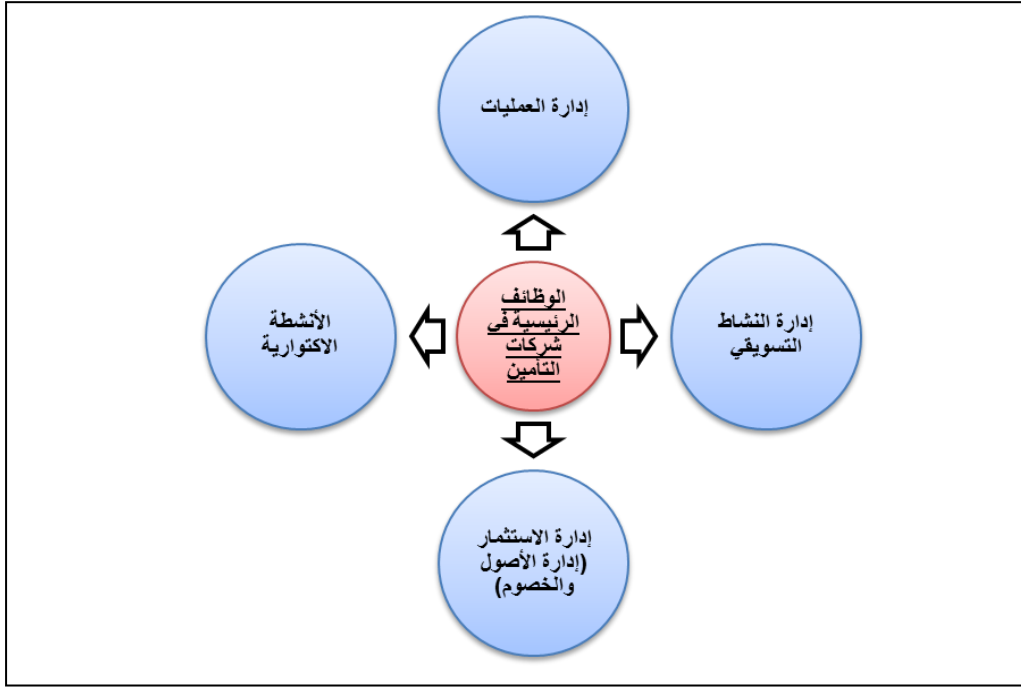 إدارة العمليات
الوظائف
الرئيسية في
شركات
التأمين
إدارة النشاط
التسويقي
الأنشطة
الاكتوارية
إدارة الاستثمار
(إدارة الأصول
والخصوم)